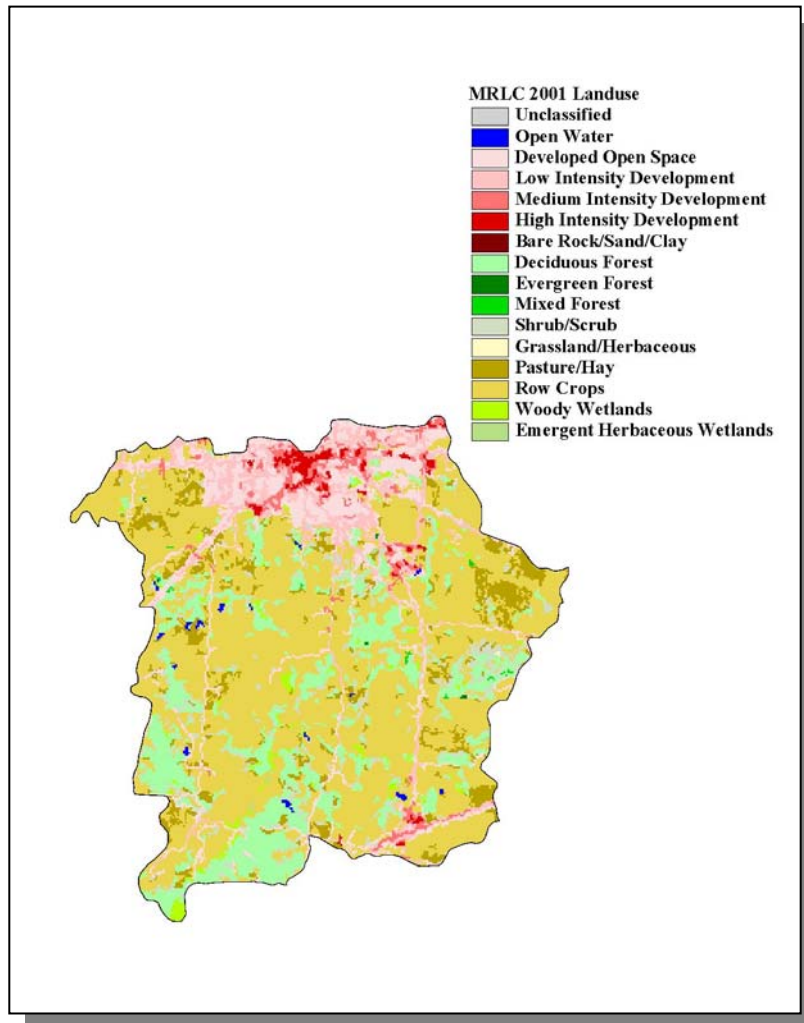 MRLC 2001 Landuse
Unclassified
Open Water
Developed Open Space
Low Intensity Development
Medium Intensity Development
High Intensity Development
Bare Rock/Sand/Clay
Deciduous Forest
Evergreen Forest
Mixed Forest
Shrub/Scrub
Grassland/Herbaceous
Pasture/Hay
Row Crops
Woody Wetlands
Emergent Herbaceous Wetlands